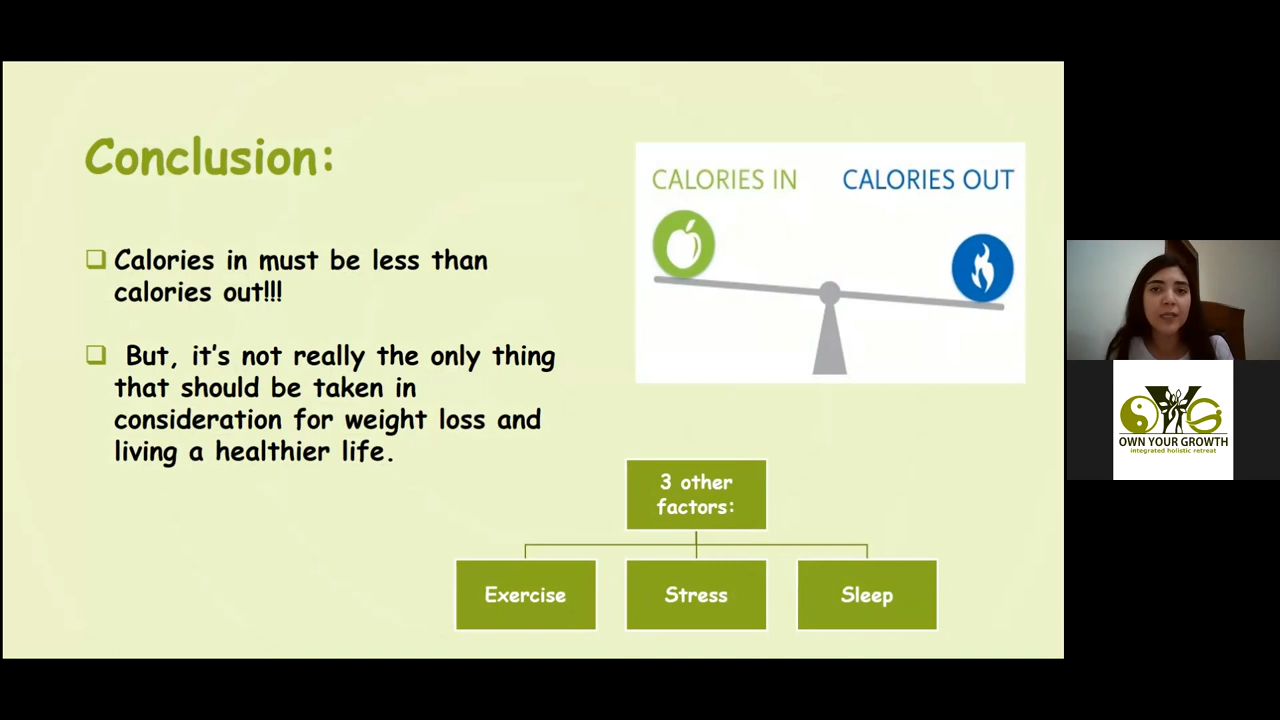 Conclusion:
Calories in must be less than
calories out!!!
But, it's not really the only thing
that should be taken in
consideration for weight loss and
living a healthier life.
CALORIES IN
CALORIES OUT
3 other
factors:
Exercise
Stress
Sleep
OYG
OWN YOUR GROWTH
integrated holistic retreat